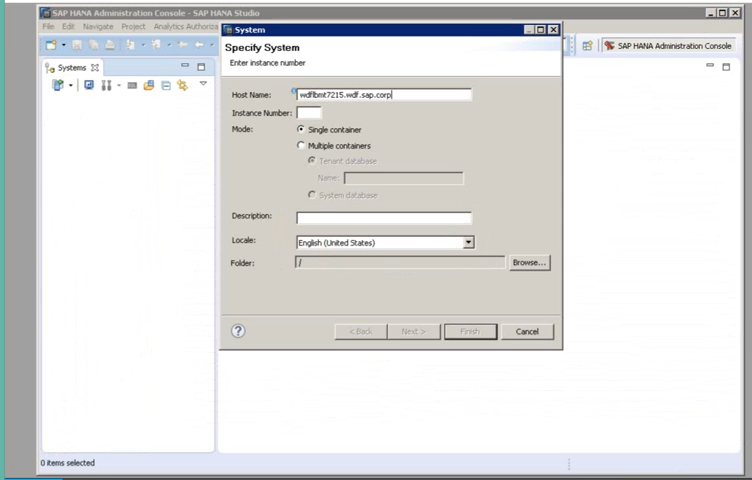 SAP HANA Administration Console - SAP HANA Studio
File Edit Navigate Project Analytics Authoriza
System
Specify System
Enter instance number
SAP HANA Administration Console
Systems
Host Name: wdflbmt7215.wdf.sap.corp
Instance Number:
Mode: Single container
Multiple containers
Tenant database
Name:
System database
Description:
Locale: English (United States)
Folder: / Browse...
? < Back Next > Finish Cancel
0 items selected